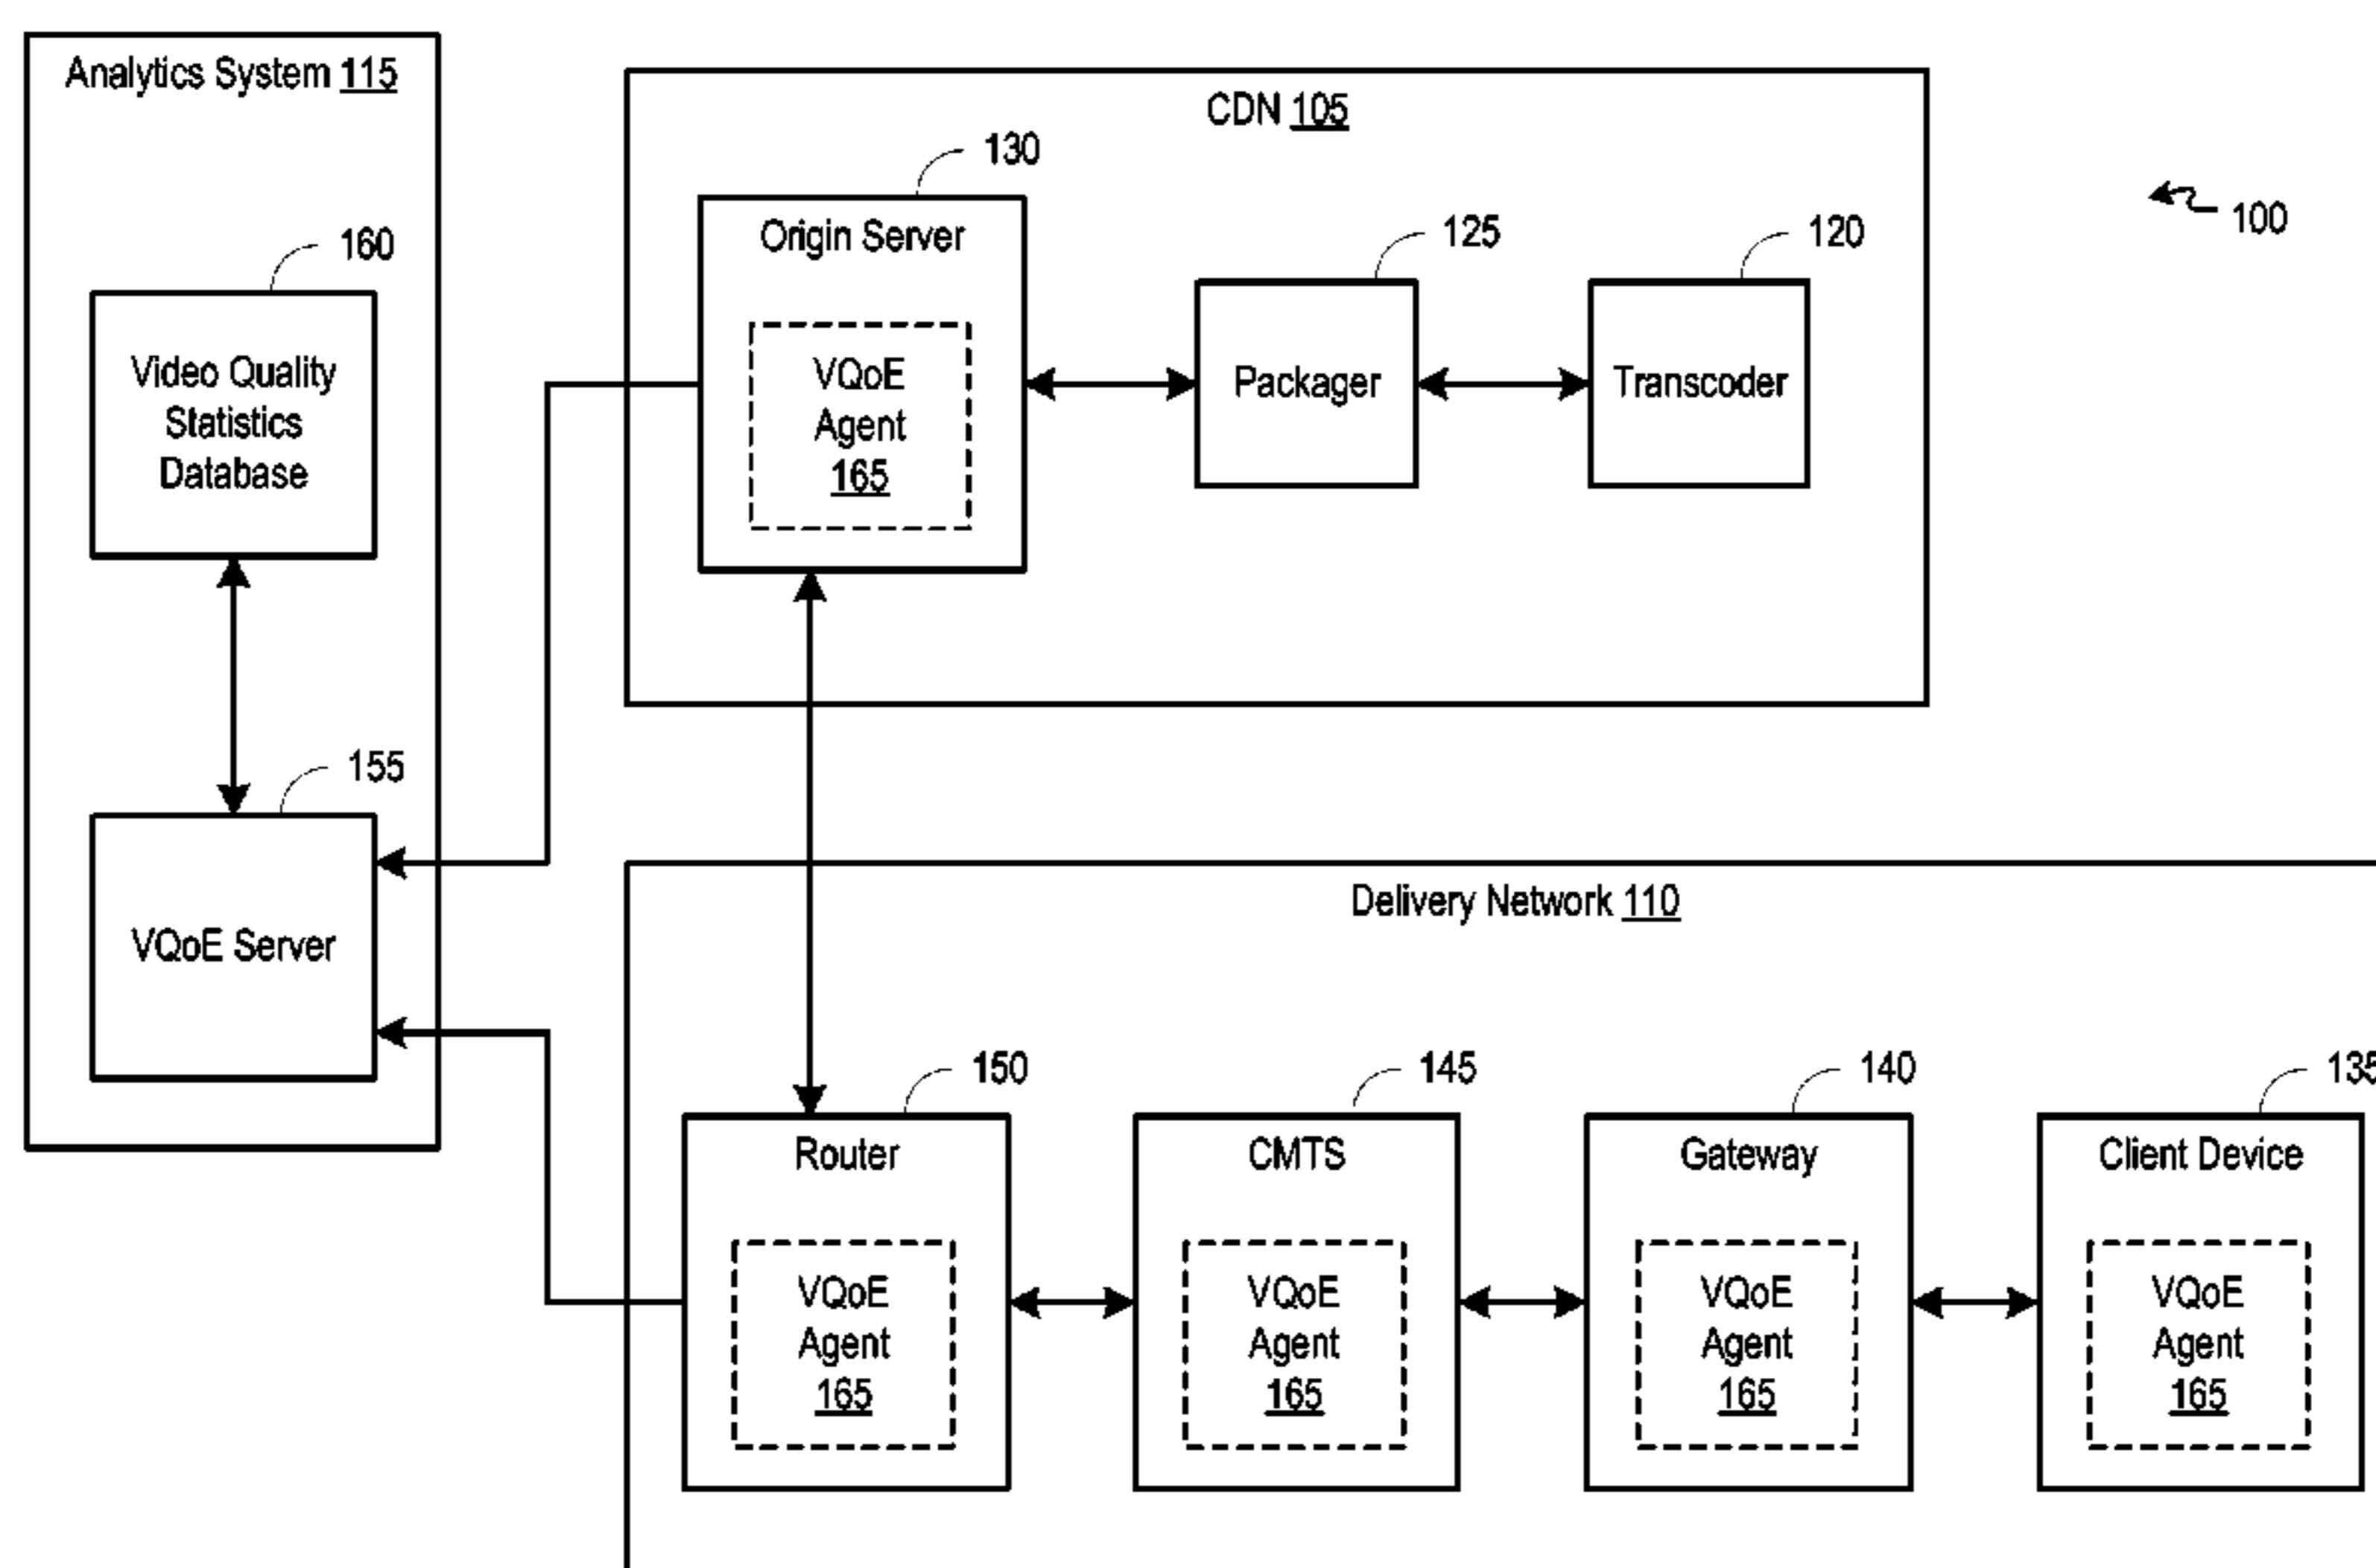 Analytics System 115
160
Video Quality
Statistics
Database
155
VQoE Server
CDN 105
130
Origin Server
VQoE
Agent
165
125
Packager
120
Transcoder
100
Delivery Network 110
150
Router
VQoE
Agent
165
145
CMTS
VQoE
Agent
165
140
Gateway
VQoE
Agent
165
135
Client Device
VQoE
Agent
165